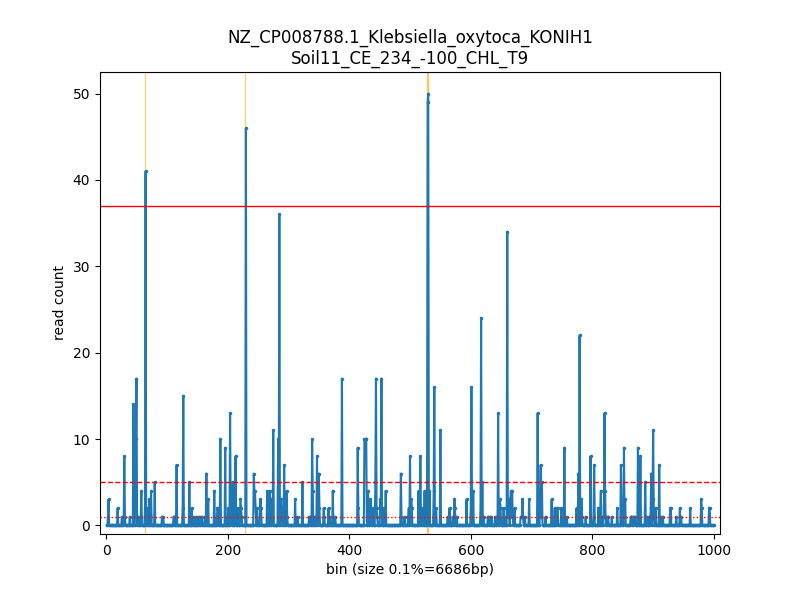 NZ_CP008788.1_Klebsiella_oxytoca_KONIH1
Soil11_CE_234_-100_CHL_T9
50
40
30
20
10
0
read count
0 200 400 600 800 1000
bin (size 0.1%=6686bp)